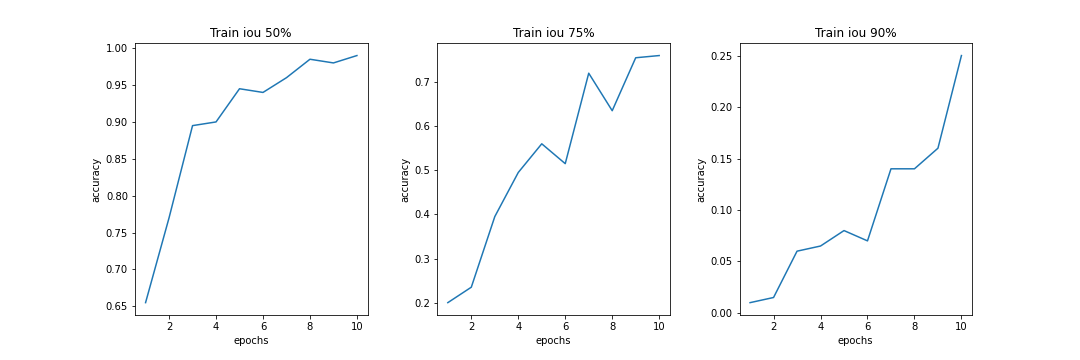 Train iou 50%
1.00
0.95
0.90
0.85
0.80
0.75
0.70
0.65
accuracy
2 4 6 8 10
epochs
Train iou 75%
0.7
0.6
0.5
0.4
0.3
0.2
accuracy
2 4 6 8 10
epochs
Train iou 90%
0.25
0.20
0.15
0.10
0.05
0.00
accuracy
2 4 6 8 10
epochs